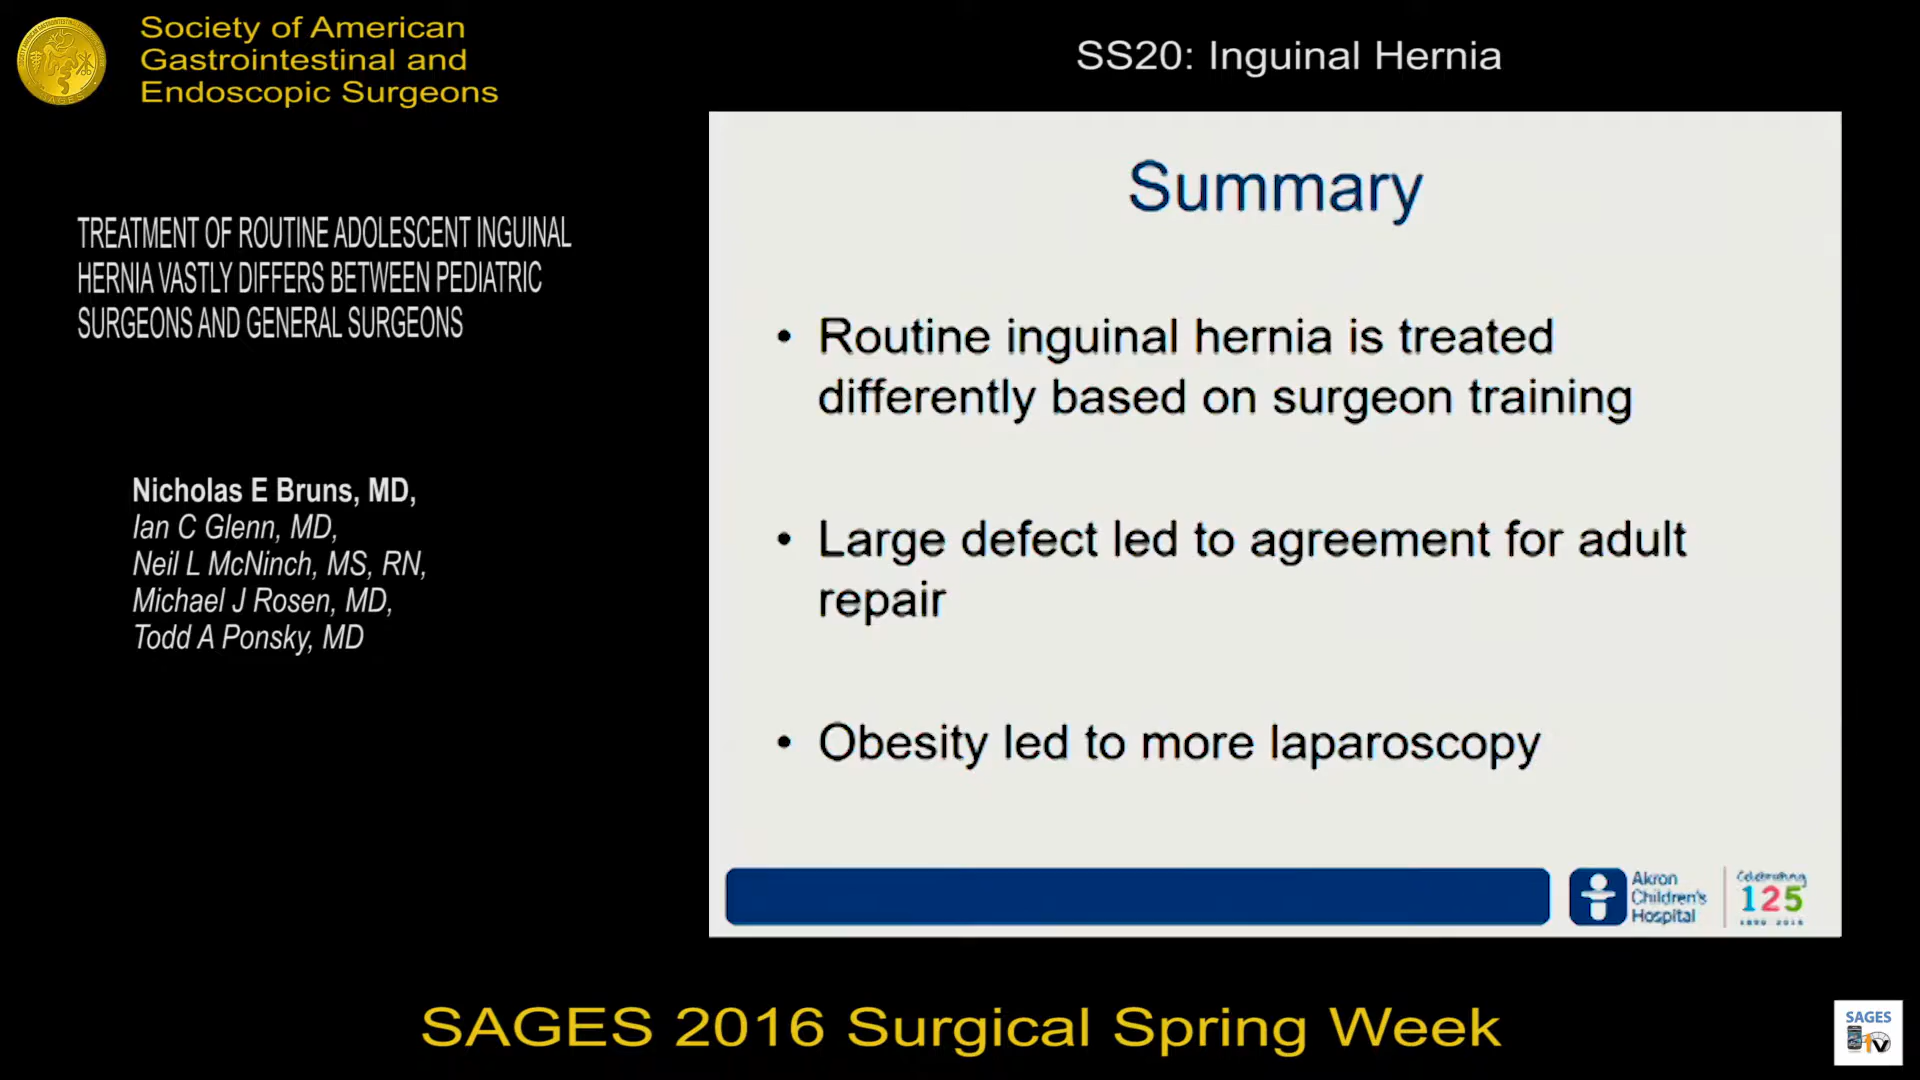 Society of American
Gastrointestinal and
Endoscopic Surgeons
SS20: Inguinal Hernia
TREATMENT OF ROUTINE ADOLESCENT INGUINAL
HERNIA VASTLY DIFFERS BETWEEN PEDIATRIC
SURGEONS AND GENERAL SURGEONS
Nicholas E Bruns, MD,
Ian C Glenn, MD,
Neil L McNinch, MS, RN,
Michael J Rosen, MD,
Todd A Ponsky, MD
Summary
• Routine inguinal hernia is treated
differently based on surgeon training
• Large defect led to agreement for adult
repair
• Obesity led to more laparoscopy
Akron
Children's
Hospital
Celebrating
125
SAGES 2016 Surgical Spring Week
SAGES
TV